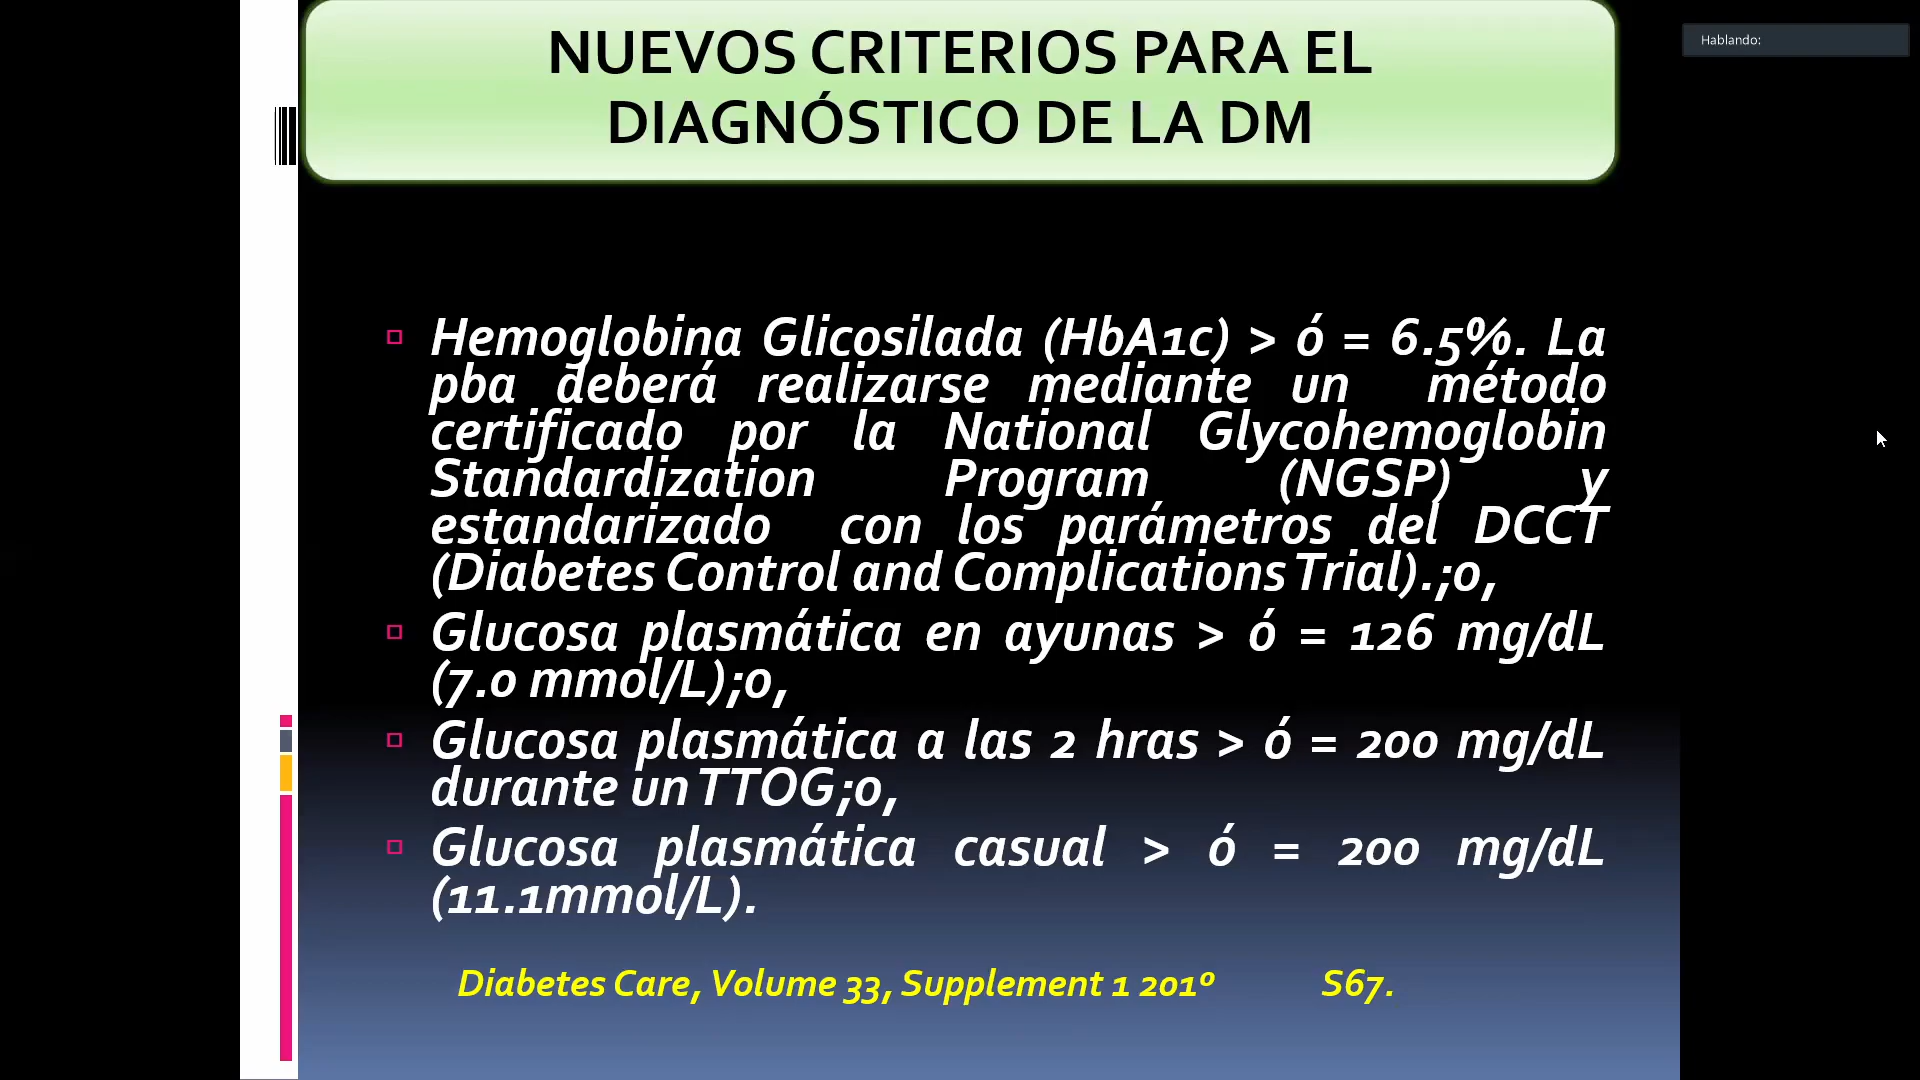 NUEVOS CRITERIOS PARA EL
DIAGNÓSTICO DE LA DM
Hablando:
Hemoglobina Glicosilada (HbA1c) > ó = 6.5%. La
pba deberá realizarse mediante un método
certificado por la National Glycohemoglobin
Standardization Program (NGSP) y
estandarizado con los parámetros del DCCT
(Diabetes Control and Complications Trial).;o,
Glucosa plasmática en ayunas > ó = 126 mg/dL
(7.0 mmol/L);o,
Glucosa plasmática a las 2 hras > ó = 200 mg/dL
durante un TTOG;o,
Glucosa plasmática casual > ó = 200 mg/dL
(11.1mmol/L).
Diabetes Care, Volume 33, Supplement 1 201º S67.